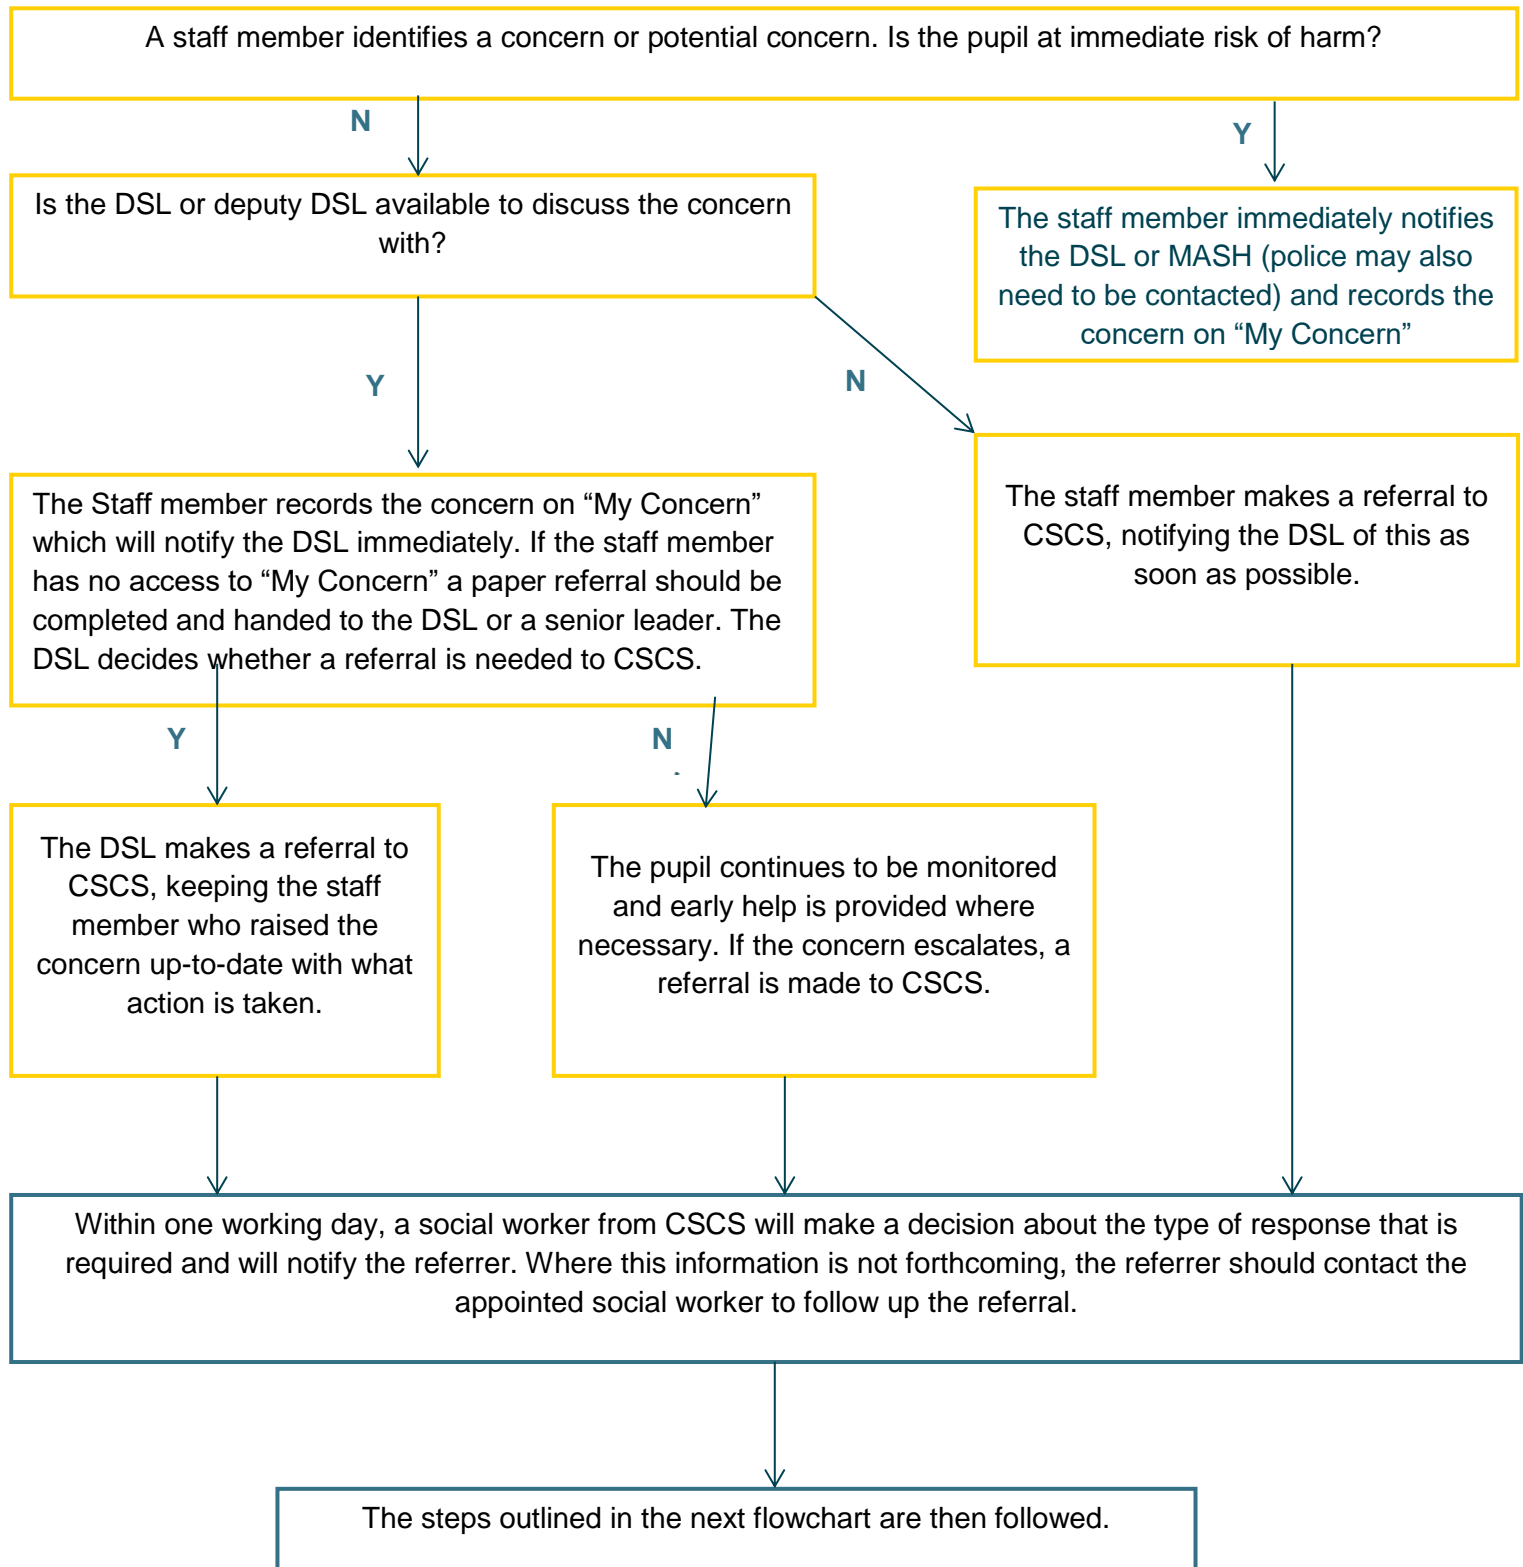 A staff member identifies a concern or potential concern. Is the pupil at immediate risk of harm?
N
Y
Is the DSL or deputy DSL available to discuss the concern
with?
The staff member immediately notifies
the DSL or MASH (police may also
need to be contacted) and records the
concern on “My Concern”
Y
N
The Staff member records the concern on “My Concern”
which will notify the DSL immediately. If the staff member
has no access to “My Concern” a paper referral should be
completed and handed to the DSL or a senior leader. The
DSL decides whether a referral is needed to CSCS.
The staff member makes a referral to
CSCS, notifying the DSL of this as
soon as possible.
Y
N
The DSL makes a referral to
CSCS, keeping the staff
member who raised the
concern up-to-date with what
action is taken.
The pupil continues to be monitored
and early help is provided where
necessary. If the concern escalates, a
referral is made to CSCS.
Within one working day, a social worker from CSCS will make a decision about the type of response that is
required and will notify the referrer. Where this information is not forthcoming, the referrer should contact the
appointed social worker to follow up the referral.
The steps outlined in the next flowchart are then followed.